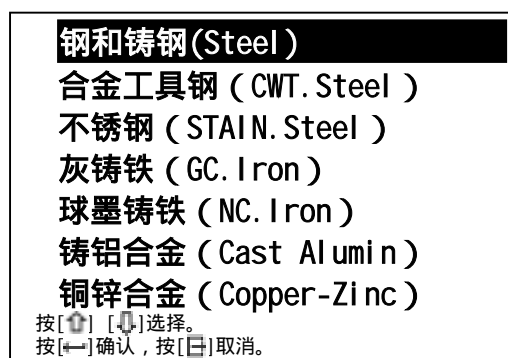 钢和铸钢(Steel)
合金工具钢（CWT.Steel）
不锈钢（STAIN.Steel）
灰铸铁（GC.Iron）
球墨铸铁（NC.Iron）
铸铝合金（Cast Alumin）
铜锌合金（Copper-Zinc）
按[⇧] [⇩]选择。
按[←]确认，按[日]取消。